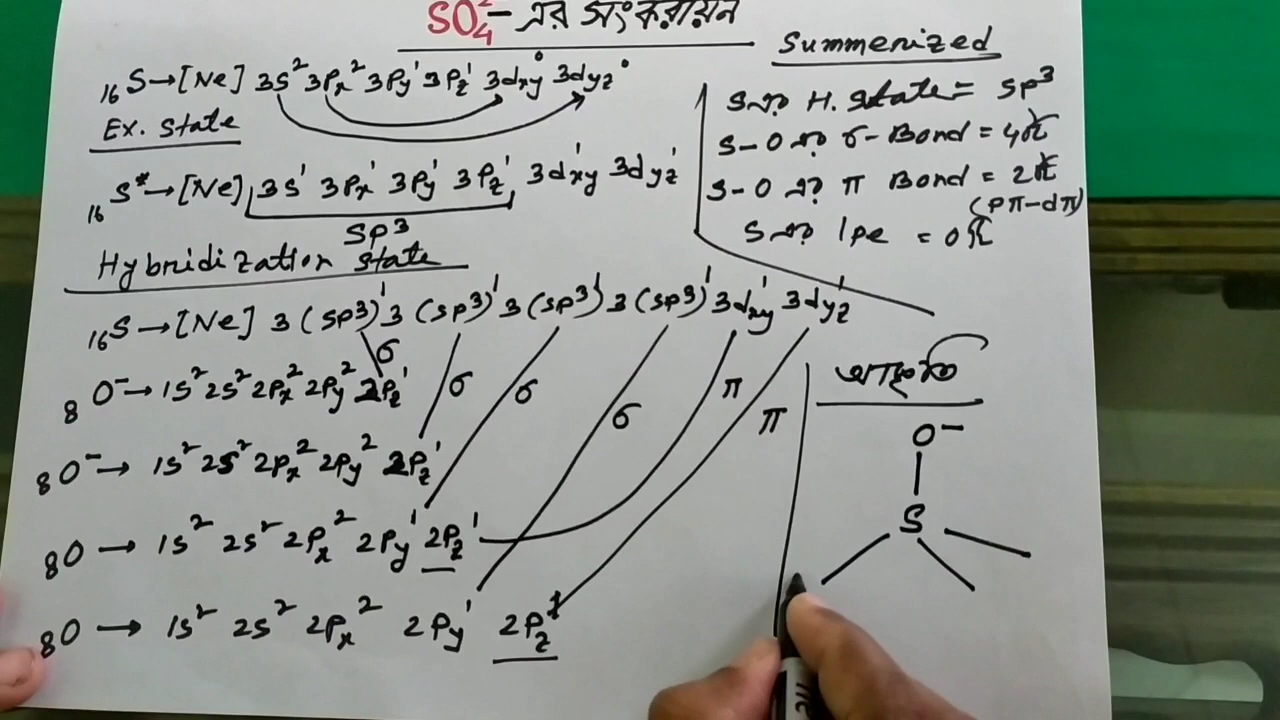 SO₄²⁻ -এর সংকরায়ন
₁₆S→[Ne] 3s² 3Px² 3Py¹ 3Pz¹ 3dxy⁰ 3dyz⁰
Ex. State
₁₆S*→[Ne] 3s¹ 3Px¹ 3Py¹ 3Pz¹, 3d¹xy 3dyz¹
SP³
Hybridization State
₁₆S→[Ne] 3(sp³)¹ 3(sp³)¹ 3(sp³)¹ 3(sp³)¹ 3dxy¹ 3dyz¹
σ σ σ σ π π
₈O⁻→ 1s² 2s² 2Px² 2Py² 2Pz¹
₈O⁻→ 1s² 2s² 2Px² 2Py² 2Pz¹
₈O → 1s² 2s² 2Px² 2Py¹ 2Pz¹
₈O → 1s² 2s² 2Px² 2Py¹ 2Pz¹
Summenized
S এর H. State = SP³
S-O এর σ-Bond = 4টি
S-O এর π Bond = 2টি
(Pπ-dπ)
S এর lpe = 0টি
O⁻
S